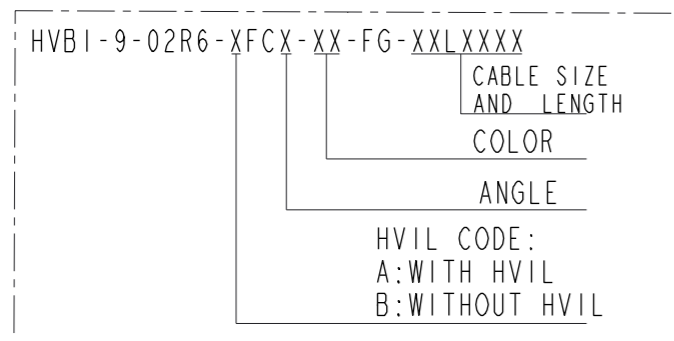 HVBI-9-02R6-XFCX-XX-FG-XXLXXXX
CABLE SIZE
AND LENGTH
COLOR
ANGLE
HVIL CODE:
A:WITH HVIL
B:WITHOUT HVIL